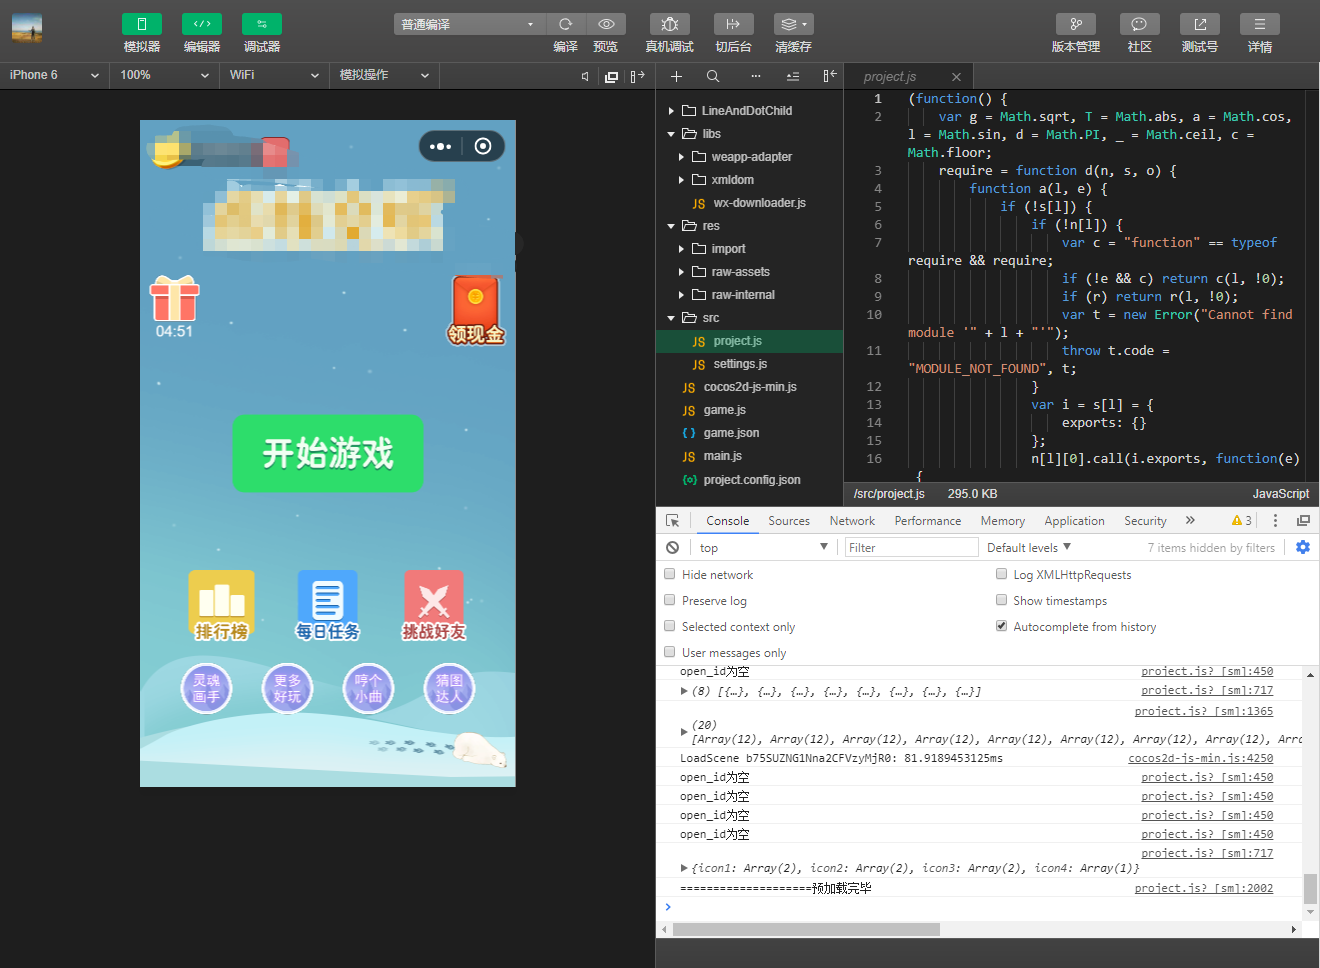 模拟器
编辑器
调试器
普通编译
编译
预览
真机调试
切后台
清缓存
版本管理
社区
测试号
详情
iPhone 6
100%
WiFi
模拟操作
04:51
领现金
开始游戏
排行榜
每日任务
挑战好友
灵魂
画手
更多
好玩
哼个
小曲
猜图
达人
LineAndDotChild
libs
weapp-adapter
xmldom
JS wx-downloader.js
res
import
raw-assets
raw-internal
src
JS project.js
JS settings.js
JS cocos2d-js-min.js
JS game.js
{ } game.json
JS main.js
{o} project.config.json
project.js
1 (function() {
2 var g = Math.sqrt, T = Math.abs, a = Math.cos,
l = Math.sin, d = Math.PI, _ = Math.ceil, c =
Math.floor;
3 require = function d(n, s, o) {
4 function a(l, e) {
5 if (!s[l]) {
6 if (!n[l]) {
7 var c = "function" == typeof
require && require;
8 if (!e && c) return c(l, !0);
9 if (r) return r(l, !0);
10 var t = new Error("Cannot find
module '" + l + "'");
11 throw t.code =
"MODULE_NOT_FOUND", t;
12 }
13 var i = s[l] = {
14 exports: {}
15 };
16 n[l][0].call(i.exports, function(e)
{
/src/project.js
295.0 KB
JavaScript
Console
Sources
Network
Performance
Memory
Application
Security
3
top
Filter
Default levels
7 items hidden by filters
Hide network
Log XMLHttpRequests
Preserve log
Show timestamps
Selected context only
Autocomplete from history
User messages only
open_id为空 project.js? [sm]:450
(8) [{…}, {…}, {…}, {…}, {…}, {…}, {…}, {…}] project.js? [sm]:717
project.js? [sm]:1365
(20)
[Array(12), Array(12), Array(12), Array(12), Array(12), Array(12), Array(12), Array(12), Arra
LoadScene b75SUZNG1Nna2CFVzyMjR0: 81.9189453125ms cocos2d-js-min.js:4250
open_id为空 project.js? [sm]:450
open_id为空 project.js? [sm]:450
open_id为空 project.js? [sm]:450
open_id为空 project.js? [sm]:450
project.js? [sm]:717
{icon1: Array(2), icon2: Array(2), icon3: Array(2), icon4: Array(1)}
====================预加载完毕 project.js? [sm]:2002